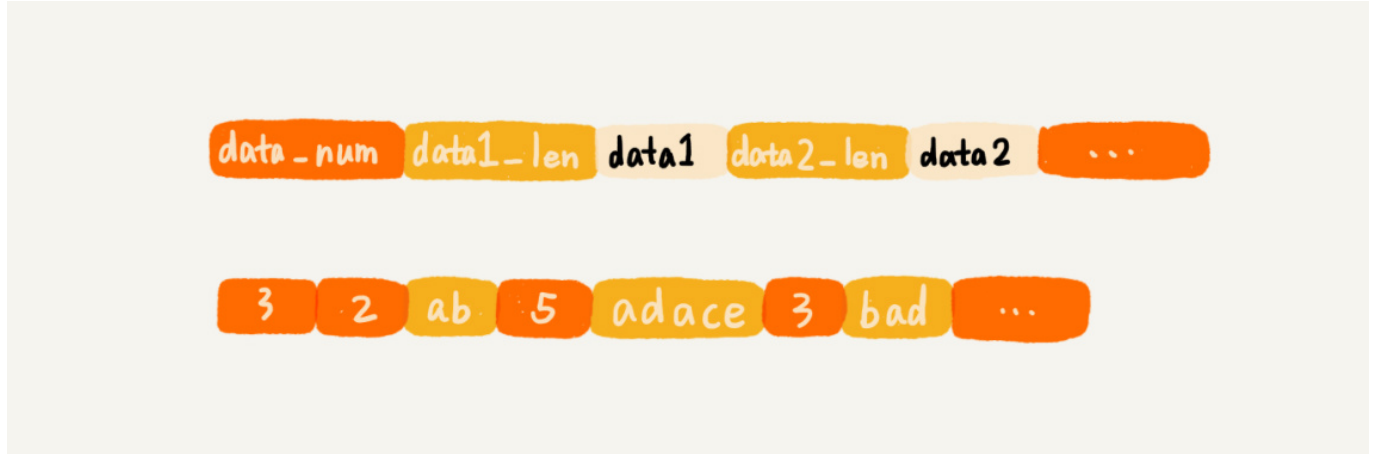 data_num data1_len data1 data2_len data2 ...
3 2 ab 5 adace 3 bad ...